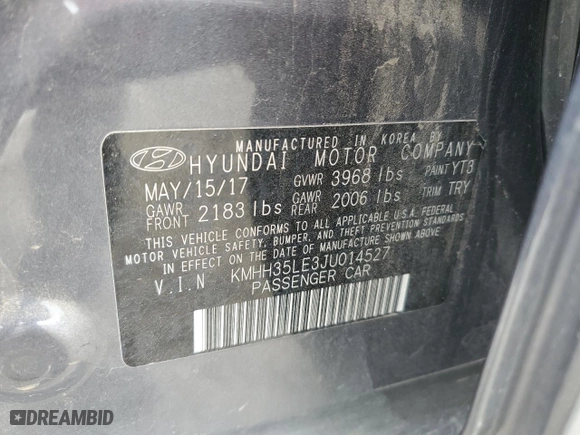 MANUFACTURED IN KOREA BY
HYUNDAI MOTOR COMPANY
MAY/15/17 GVWR 3968 lbs PAINT YT3
GAWR FRONT 2183 lbs GAWR REAR 2006 lbs TRIM TRY
THIS VEHICLE CONFORMS TO ALL APPLICABLE U.S.A. FEDERAL
MOTOR VEHICLE SAFETY, BUMPER, AND THEFT PREVENTION STANDARDS
IN EFFECT ON THE DATE OF MANUFACTURE SHOWN ABOVE.
V.I.N KMHH35LE3JU014527
PASSENGER CAR
DREAMBID